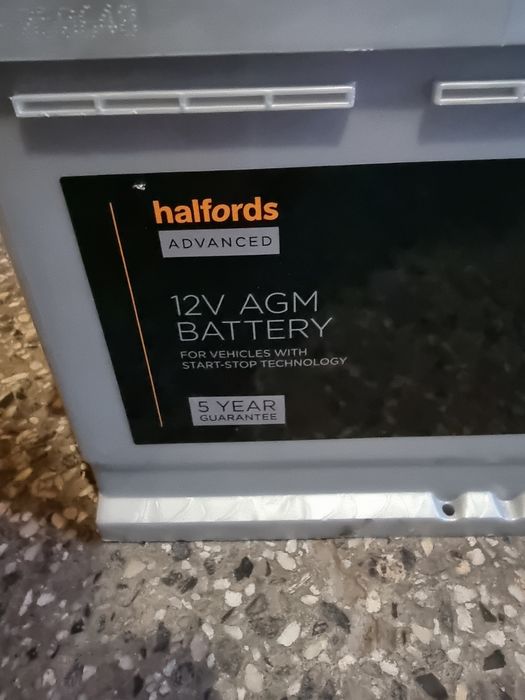 halfords
ADVANCED
12V AGM
BATTERY
FOR VEHICLES WITH
START-STOP TECHNOLOGY
5 YEAR
GUARANTEE